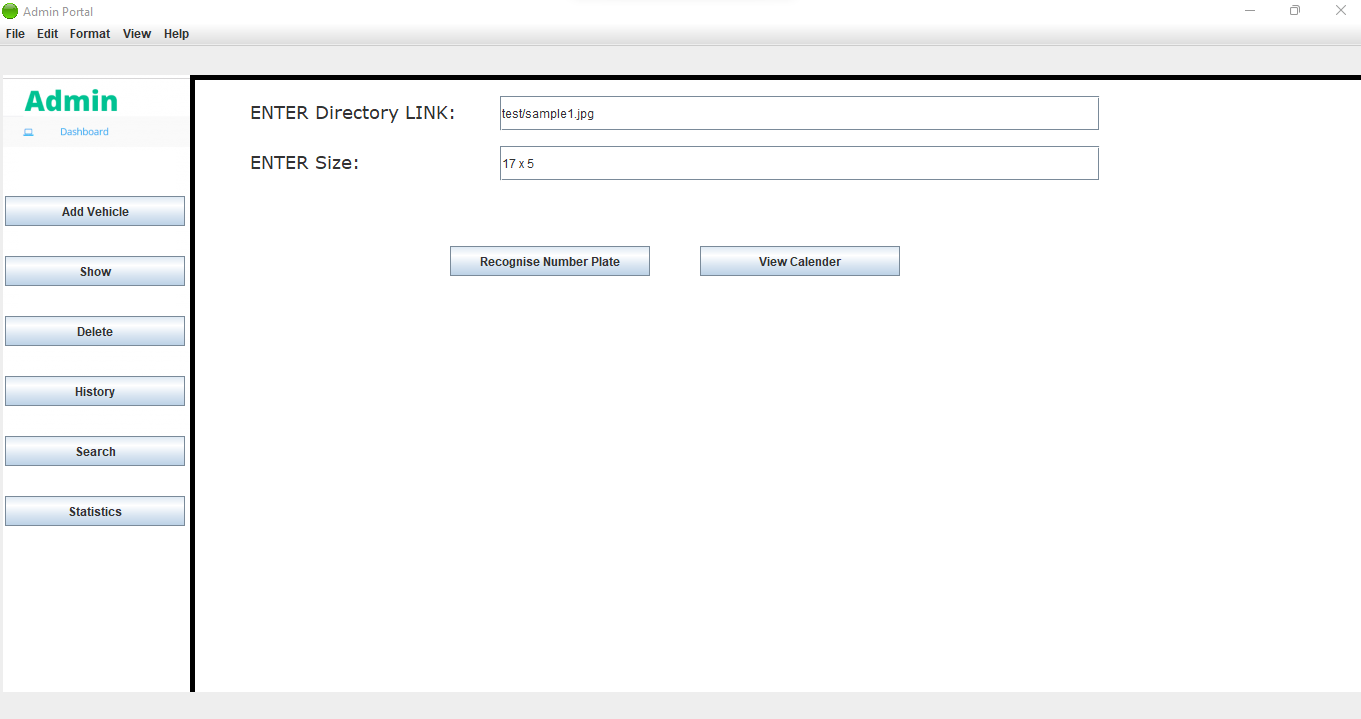 Admin Portal
File Edit Format View Help
Admin
Dashboard
ENTER Directory LINK: test/sample1.jpg
ENTER Size: 17 x 5
Recognise Number Plate View Calender
Add Vehicle
Show
Delete
History
Search
Statistics